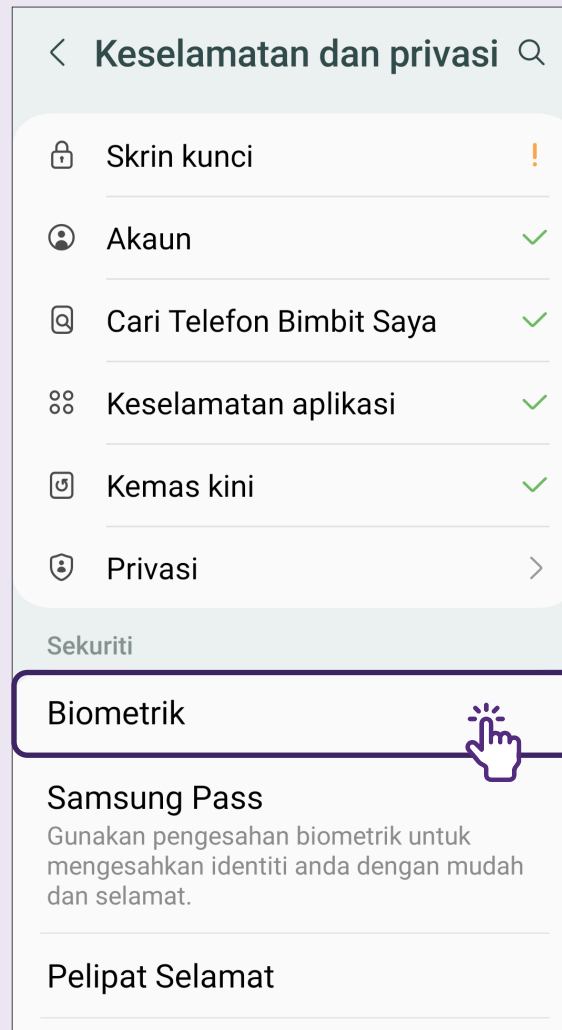 Keselamatan dan privasi
Skrin kunci
Akaun
Cari Telefon Bimbit Saya
Keselamatan aplikasi
Kemas kini
Privasi
Sekuriti
Biometrik
Samsung Pass
Gunakan pengesahan biometrik untuk
mengesahkan identiti anda dengan mudah
dan selamat.
Pelipat Selamat